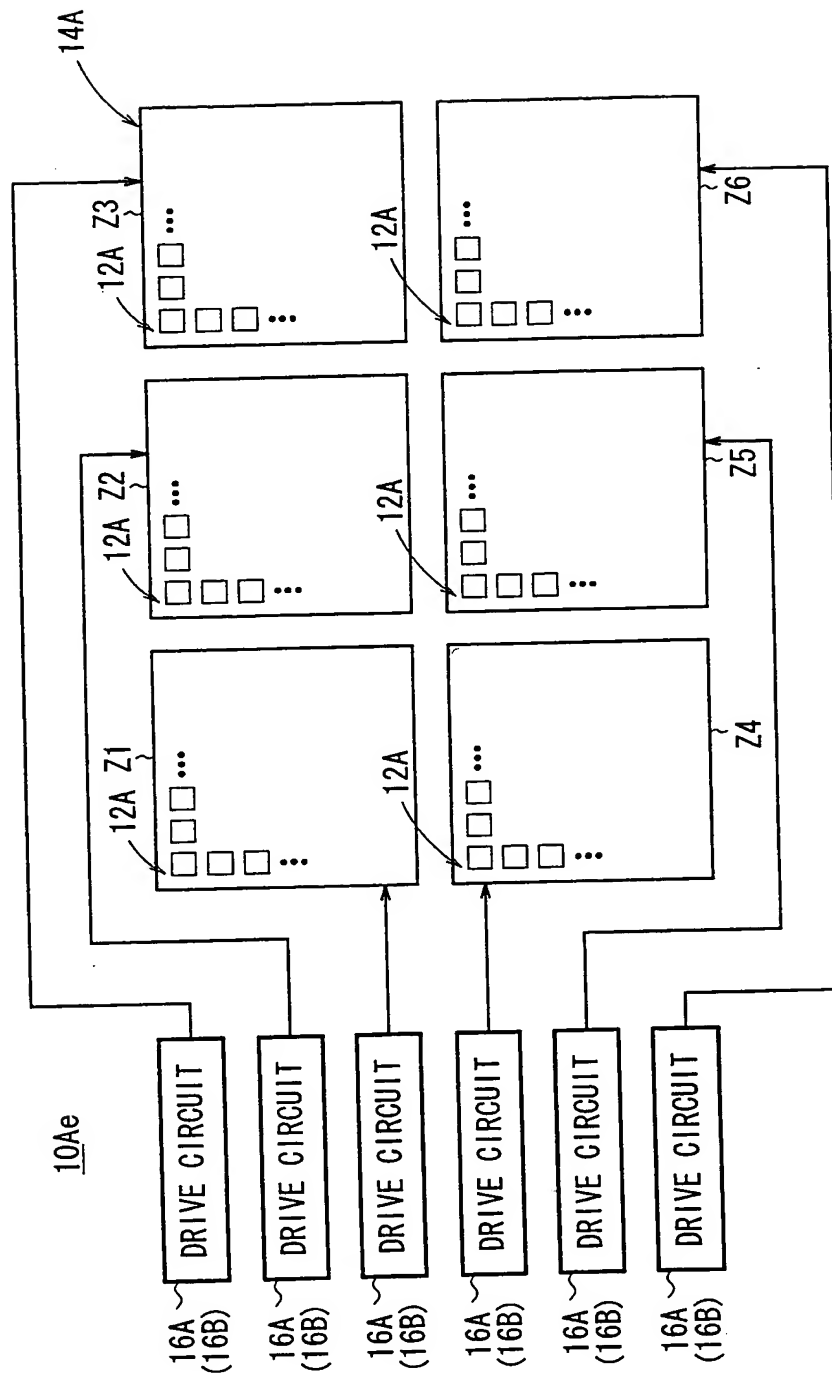 10Ae
14A
12A
Z1
12A
Z2
12A
Z3
12A
Z4
12A
Z5
12A
Z6
16A
(16B)
DRIVE CIRCUIT
16A
(16B)
DRIVE CIRCUIT
16A
(16B)
DRIVE CIRCUIT
16A
(16B)
DRIVE CIRCUIT
16A
(16B)
DRIVE CIRCUIT
16A
(16B)
DRIVE CIRCUIT